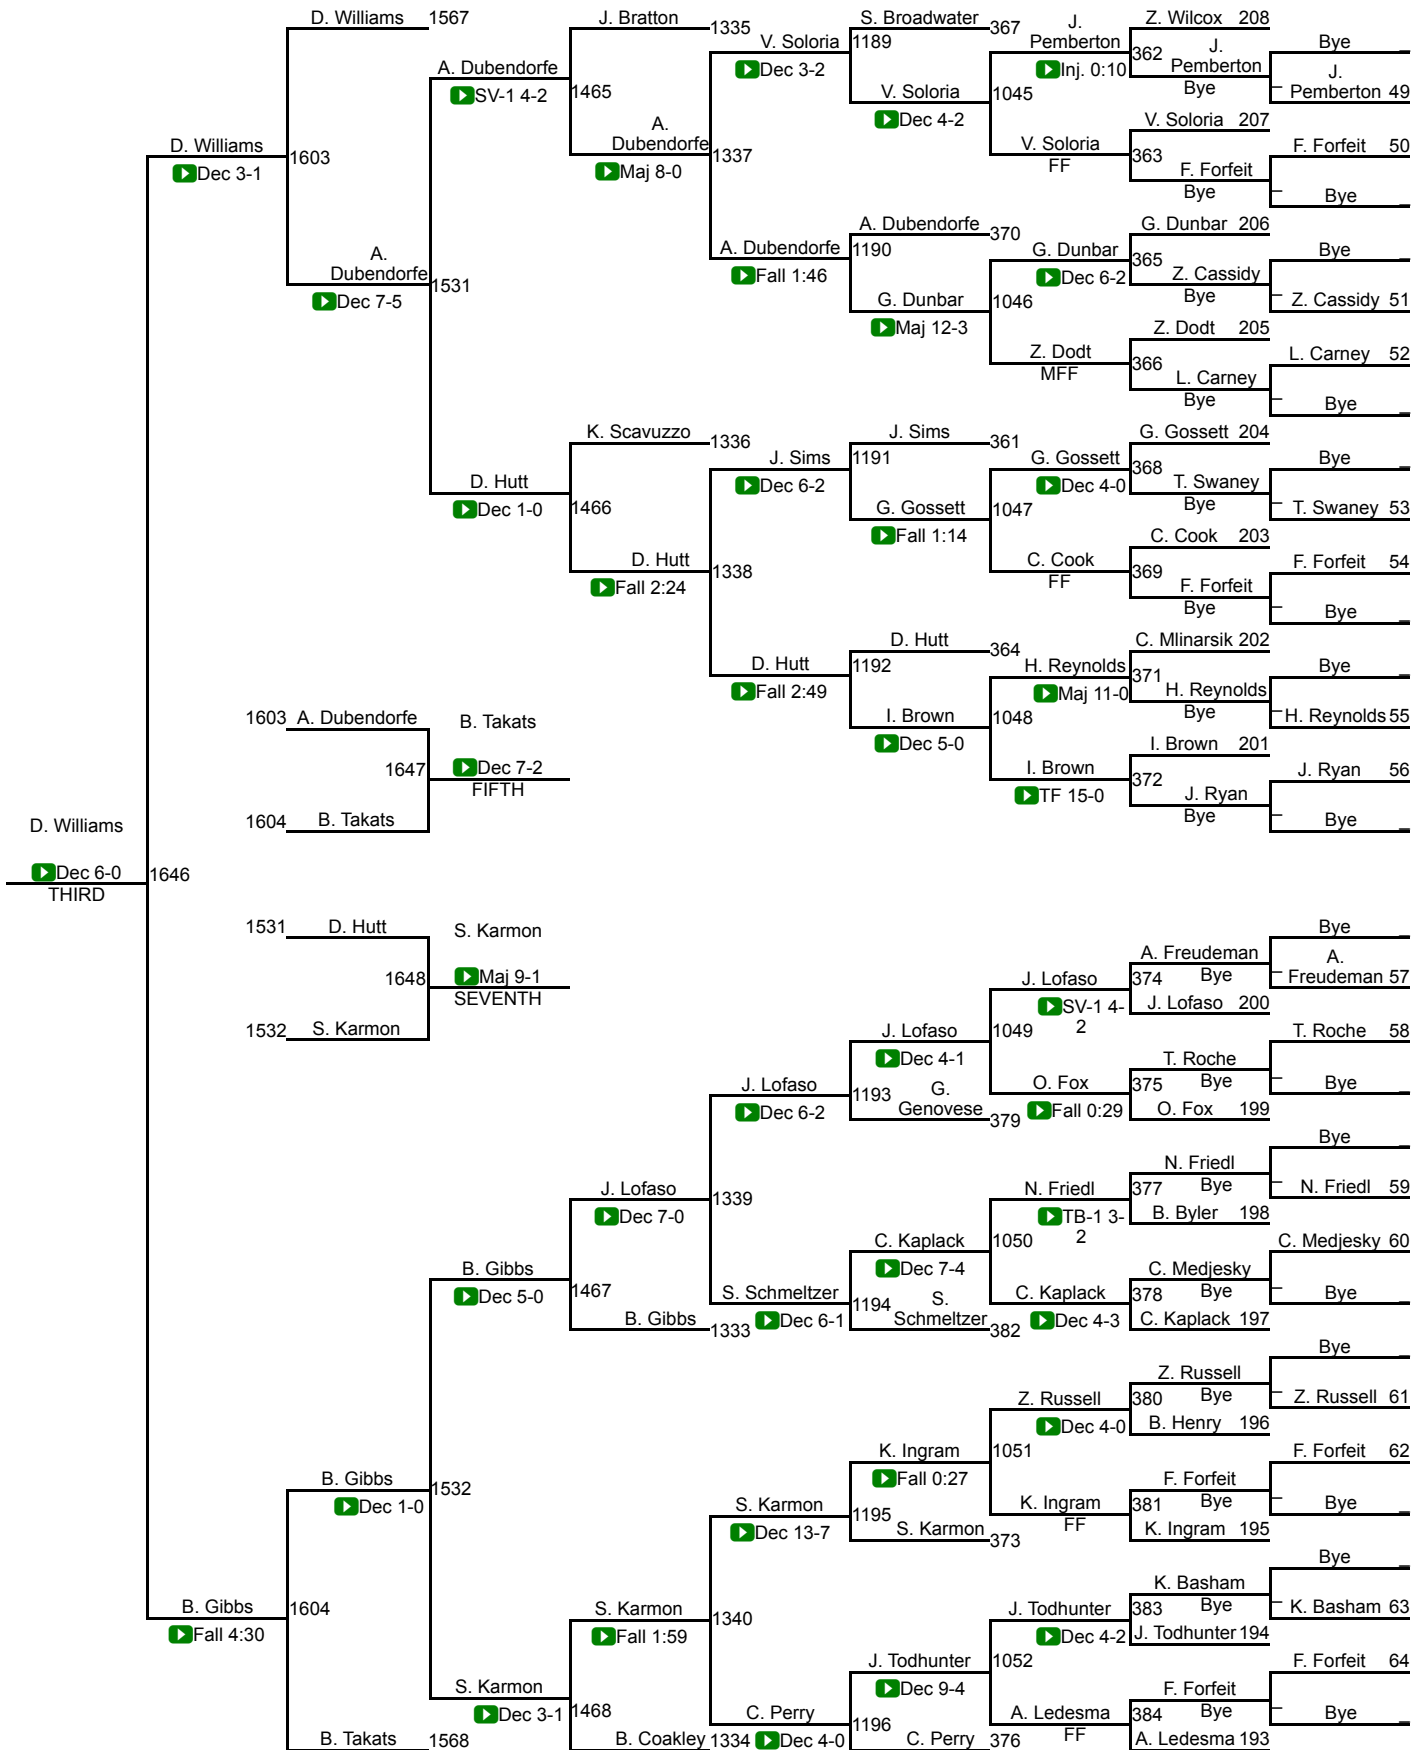 D. Williams 1567 J. Bratton 1335 S. Broadwater 367 J. Z. Wilcox 208
V. Soloria 1189 Pemberton 362 J. Bye _
A. Dubendorfe Dec 3-2 Inj. 0:10 Pemberton J.
SV-1 4-2 1465 V. Soloria 1045 Bye Pemberton 49
A. Dec 4-2 V. Soloria 207
D. Williams 1603 Dubendorfe 1337 V. Soloria 363 F. Forfeit 50
Dec 3-1 Maj 8-0 FF F. Forfeit
Bye Bye _
A. Dubendorfe 370 G. Dunbar 206
A. A. Dubendorfe 1190 G. Dunbar 365 Bye _
Dubendorfe 1531 Fall 1:46 Dec 6-2 Z. Cassidy
Dec 7-5 G. Dunbar 1046 Bye Z. Cassidy 51
Maj 12-3 Z. Dodt 205
Z. Dodt 366 L. Carney 52
MFF L. Carney
Bye Bye _
K. Scavuzzo 1336 J. Sims 361 G. Gossett 204
J. Sims 1191 G. Gossett 368 Bye _
D. Hutt Dec 6-2 Dec 4-0 T. Swaney
Dec 1-0 1466 G. Gossett 1047 Bye T. Swaney 53
Fall 1:14 C. Cook 203
D. Hutt 1338 C. Cook 369 F. Forfeit 54
Fall 2:24 FF F. Forfeit
Bye Bye _
D. Hutt 364 C. Mlinarsik 202
D. Hutt 1192 H. Reynolds 371 Bye _
Fall 2:49 Maj 11-0 H. Reynolds
1603 A. Dubendorfe B. Takats I. Brown 1048 Bye H. Reynolds 55
Dec 5-0 I. Brown 201
1647 Dec 7-2 I. Brown 372 J. Ryan 56
FIFTH TF 15-0 J. Ryan
D. Williams 1604 B. Takats Bye Bye _
Dec 6-0 1646
THIRD
1531 D. Hutt S. Karmon Bye _
A. Freudeman A.
1648 Maj 9-1 J. Lofaso 374 Bye Freudeman 57
SEVENTH SV-1 4- J. Lofaso 200
1532 S. Karmon J. Lofaso 1049 2 T. Roche 58
Dec 4-1 T. Roche
J. Lofaso 1193 G. O. Fox 375 Bye Bye _
Dec 6-2 Genovese 379 Fall 0:29 O. Fox 199
Bye _
N. Friedl
J. Lofaso 1339 N. Friedl 377 Bye N. Friedl 59
Dec 7-0 TB-1 3- B. Byler 198
C. Kaplack 1050 2 C. Medjesky 60
B. Gibbs Dec 7-4 C. Medjesky
Dec 5-0 1467 S. Schmeltzer 1194 S. C. Kaplack 378 Bye Bye _
B. Gibbs 1333 Dec 6-1 Schmeltzer 382 Dec 4-3 C. Kaplack 197
Bye _
Z. Russell
Z. Russell 380 Bye Z. Russell 61
Dec 4-0 B. Henry 196
K. Ingram 1051 F. Forfeit 62
B. Gibbs 1532 Fall 0:27 F. Forfeit
Dec 1-0 S. Karmon 1195 K. Ingram 381 Bye Bye _
Dec 13-7 S. Karmon 373 FF K. Ingram 195
Bye _
K. Basham
B. Gibbs 1604 S. Karmon 1340 J. Todhunter 383 Bye K. Basham 63
Fall 4:30 Fall 1:59 Dec 4-2 J. Todhunter 194
J. Todhunter 1052 F. Forfeit 64
S. Karmon Dec 9-4 F. Forfeit
Dec 3-1 1468 C. Perry 1196 A. Ledesma 384 Bye Bye _
B. Takats 1568 B. Coakley 1334 Dec 4-0 C. Perry 376 FF A. Ledesma 193